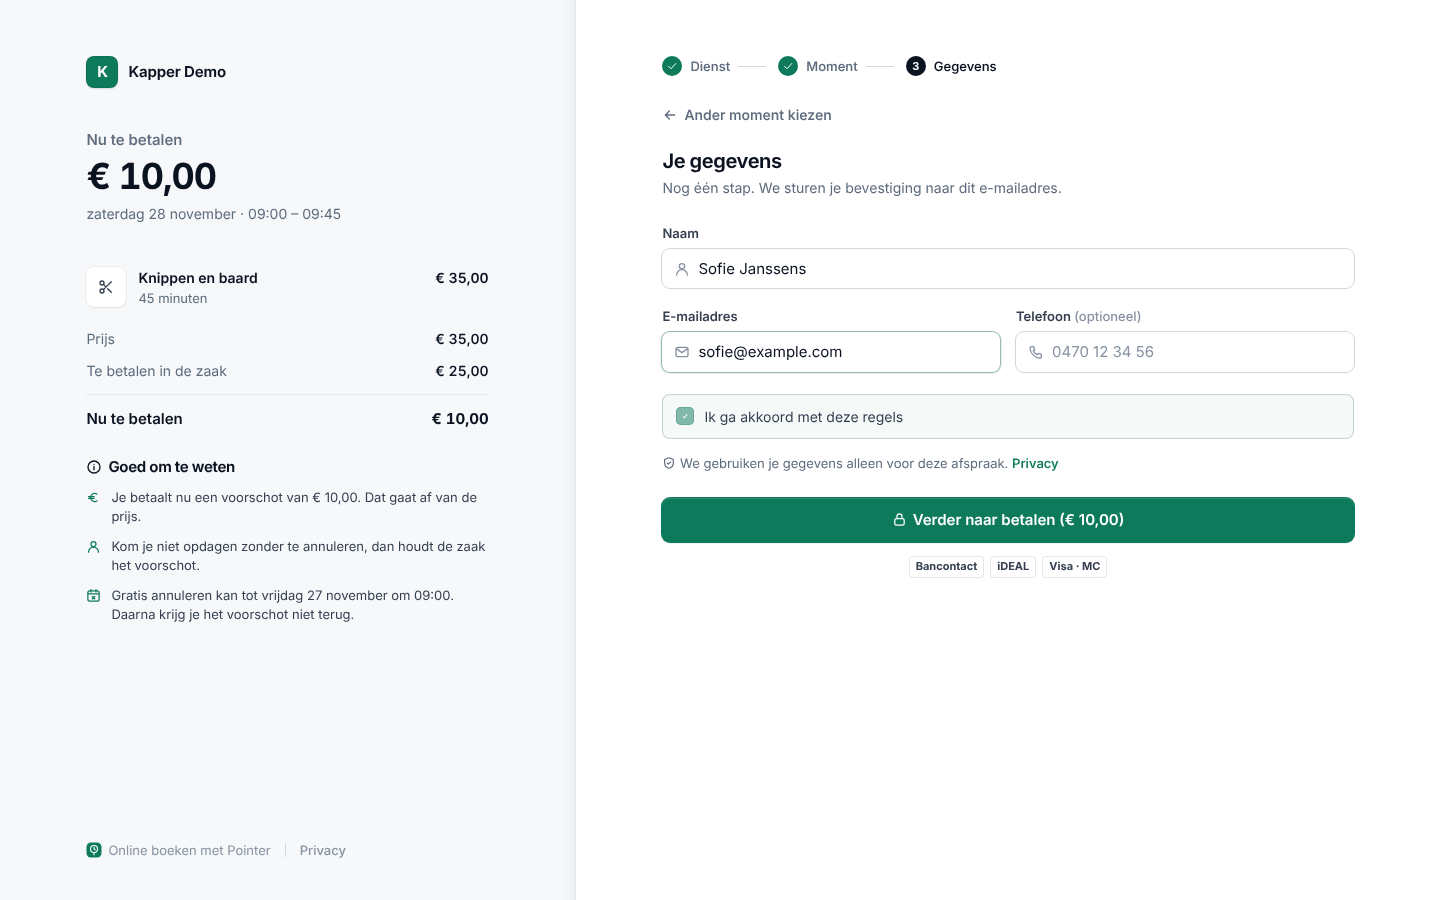 K Kapper Demo
Nu te betalen
€ 10,00
zaterdag 28 november · 09:00 – 09:45
Knippen en baard € 35,00
45 minuten
Prijs € 35,00
Te betalen in de zaak € 25,00
Nu te betalen € 10,00
Goed om te weten
Je betaalt nu een voorschot van € 10,00. Dat gaat af van de
prijs.
Kom je niet opdagen zonder te annuleren, dan houdt de zaak
het voorschot.
Gratis annuleren kan tot vrijdag 27 november om 09:00.
Daarna krijg je het voorschot niet terug.
Online boeken met Pointer Privacy
Dienst Moment 3 Gegevens
Ander moment kiezen
Je gegevens
Nog één stap. We sturen je bevestiging naar dit e-mailadres.
Naam
Sofie Janssens
E-mailadres Telefoon (optioneel)
sofie@example.com 0470 12 34 56
Ik ga akkoord met deze regels
We gebruiken je gegevens alleen voor deze afspraak. Privacy
Verder naar betalen (€ 10,00)
Bancontact iDEAL Visa · MC